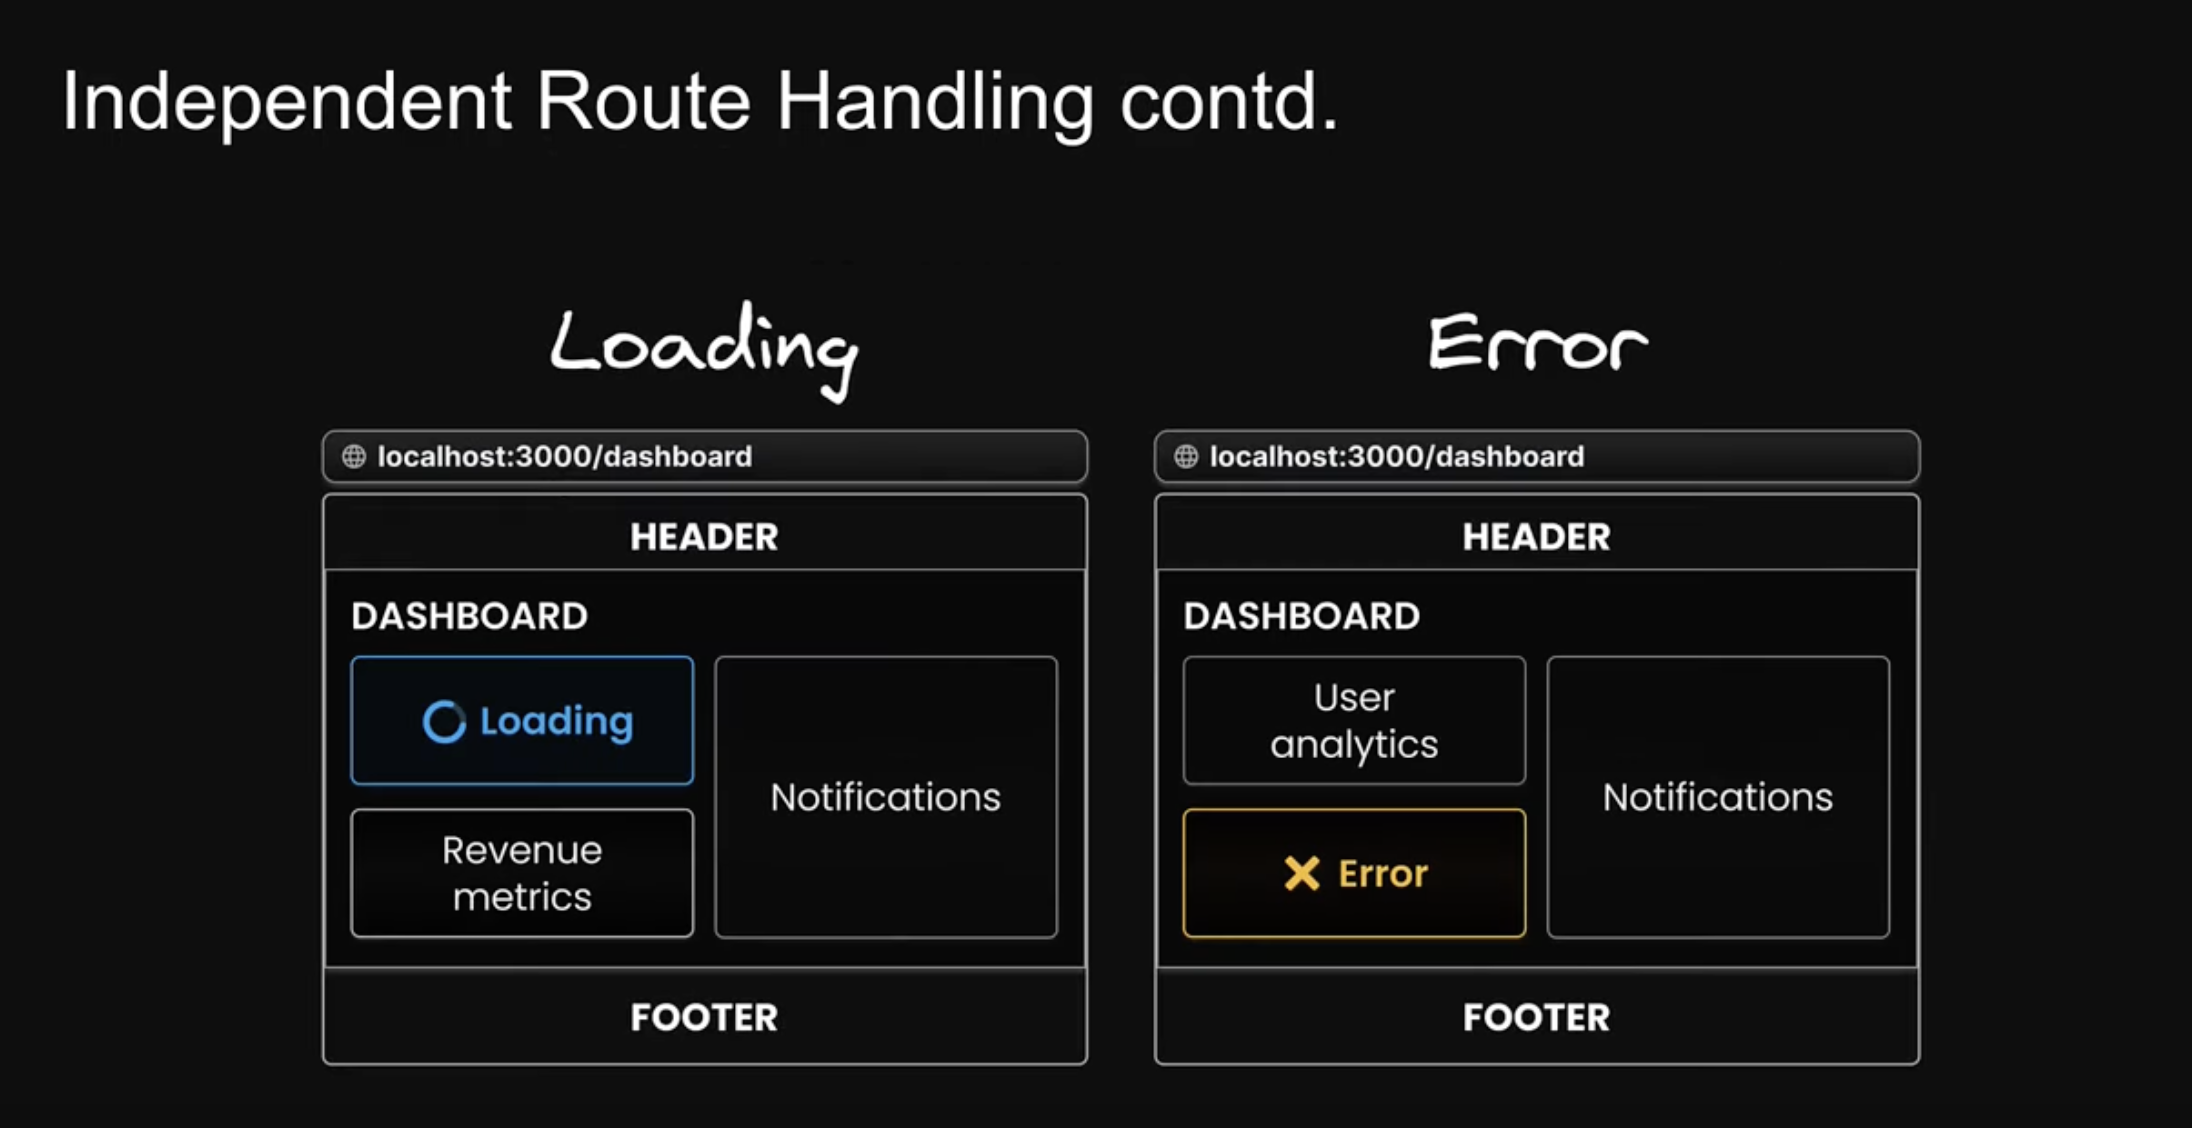 Independent Route Handling contd.
Loading
localhost:3000/dashboard
HEADER
DASHBOARD
Loading
Notifications
Revenue
metrics
FOOTER
Error
localhost:3000/dashboard
HEADER
DASHBOARD
User
analytics
Notifications
Error
FOOTER